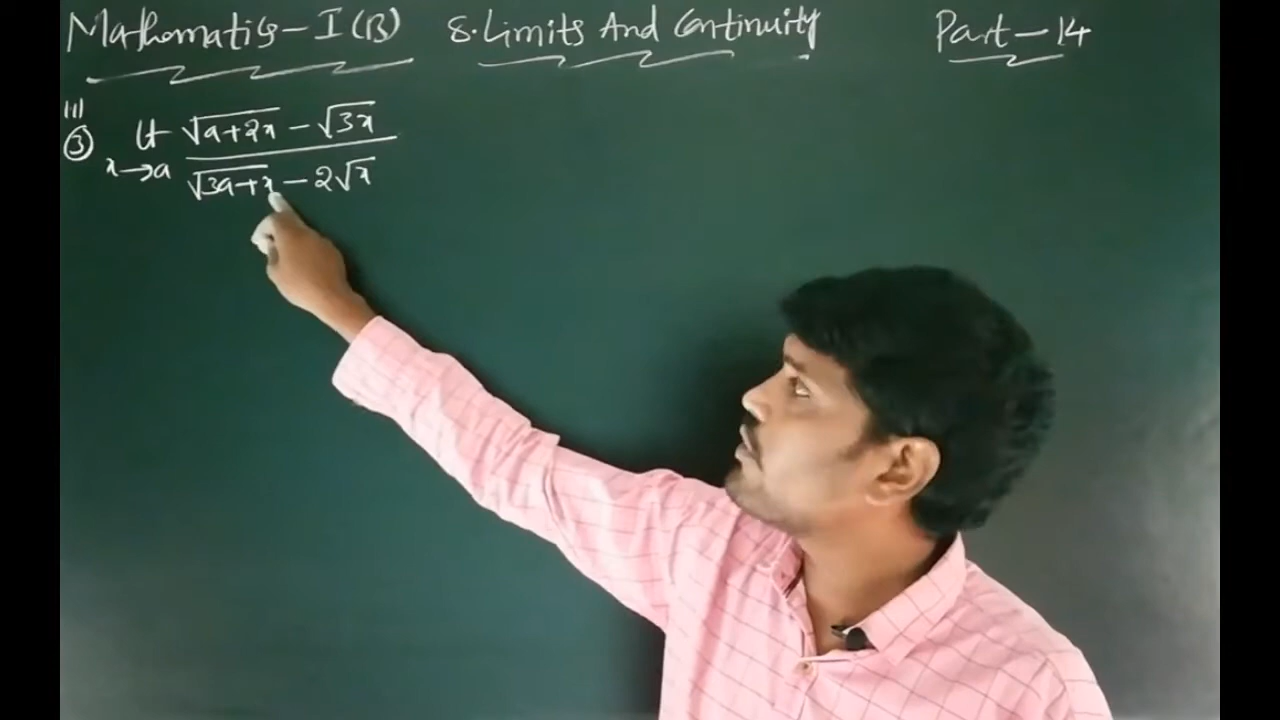 Mathematics-I(B) 8.Limits And Continuity Part-14
III
③ Lt √a+2x - √3x
x→a √3a+x - 2√x